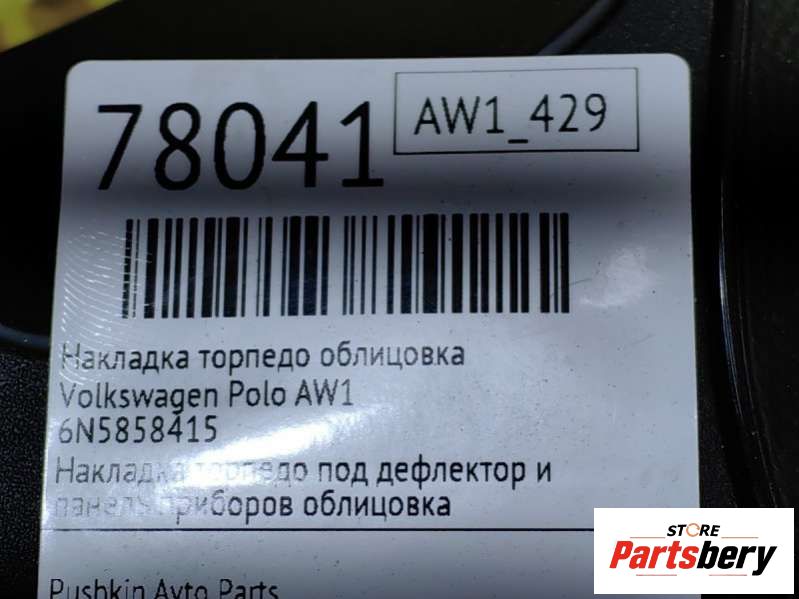 78041
AW1_429
Накладка торпедо облицовка
Volkswagen Polo AW1
6N5858415
Накладка торпедо под дефлектор и
панель приборов облицовка
Pushkin Avto Parts
STORE
Partsbery